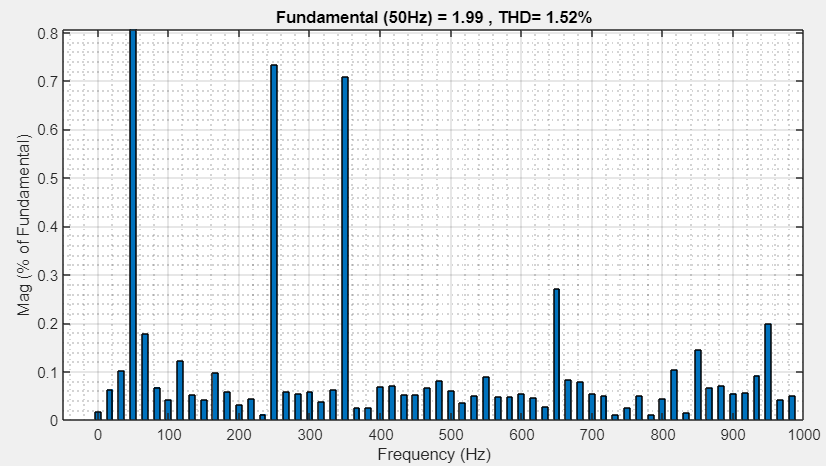 Fundamental (50Hz) = 1.99 , THD= 1.52%
0.8
0.7
0.6
0.5
0.4
0.3
0.2
0.1
0
Mag (% of Fundamental)
0 100 200 300 400 500 600 700 800 900 1000
Frequency (Hz)